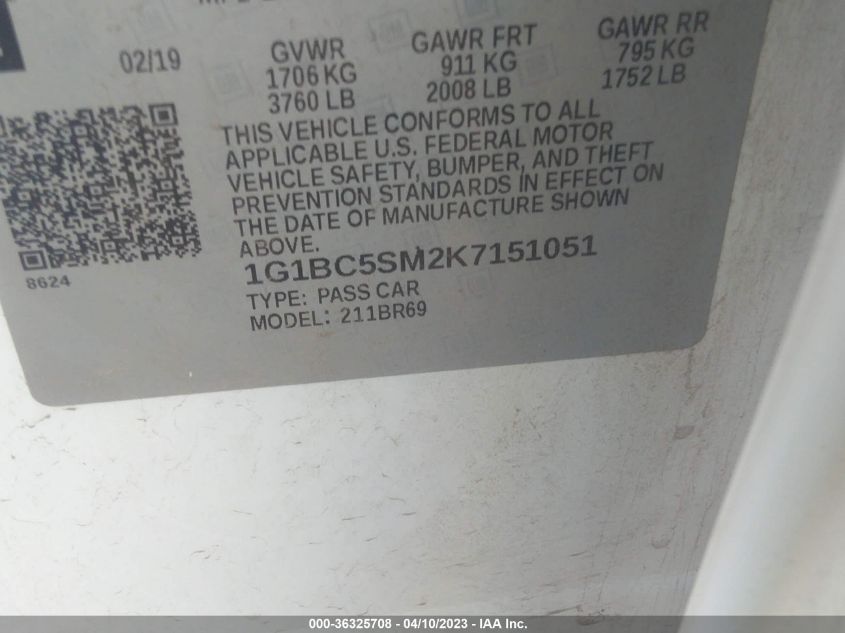 02/19 GVWR GAWR FRT GAWR RR
1706 KG 911 KG 795 KG
3760 LB 2008 LB 1752 LB
THIS VEHICLE CONFORMS TO ALL
APPLICABLE U.S. FEDERAL MOTOR
VEHICLE SAFETY, BUMPER, AND THEFT
PREVENTION STANDARDS IN EFFECT ON
THE DATE OF MANUFACTURE SHOWN
ABOVE.
8624
1G1BC5SM2K7151051
TYPE: PASS CAR
MODEL: 211BR69
000-36325708 - 04/10/2023 - IAA Inc.